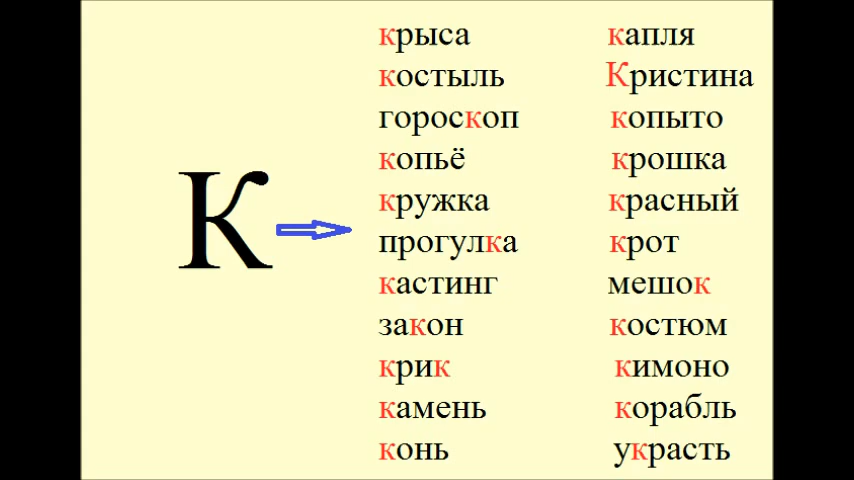 К
крыса
костыль
гороскоп
копьё
кружка
прогулка
кастинг
закон
крик
камень
конь
капля
Кристина
копыто
крошка
красный
крот
мешок
костюм
кимоно
корабль
украсть